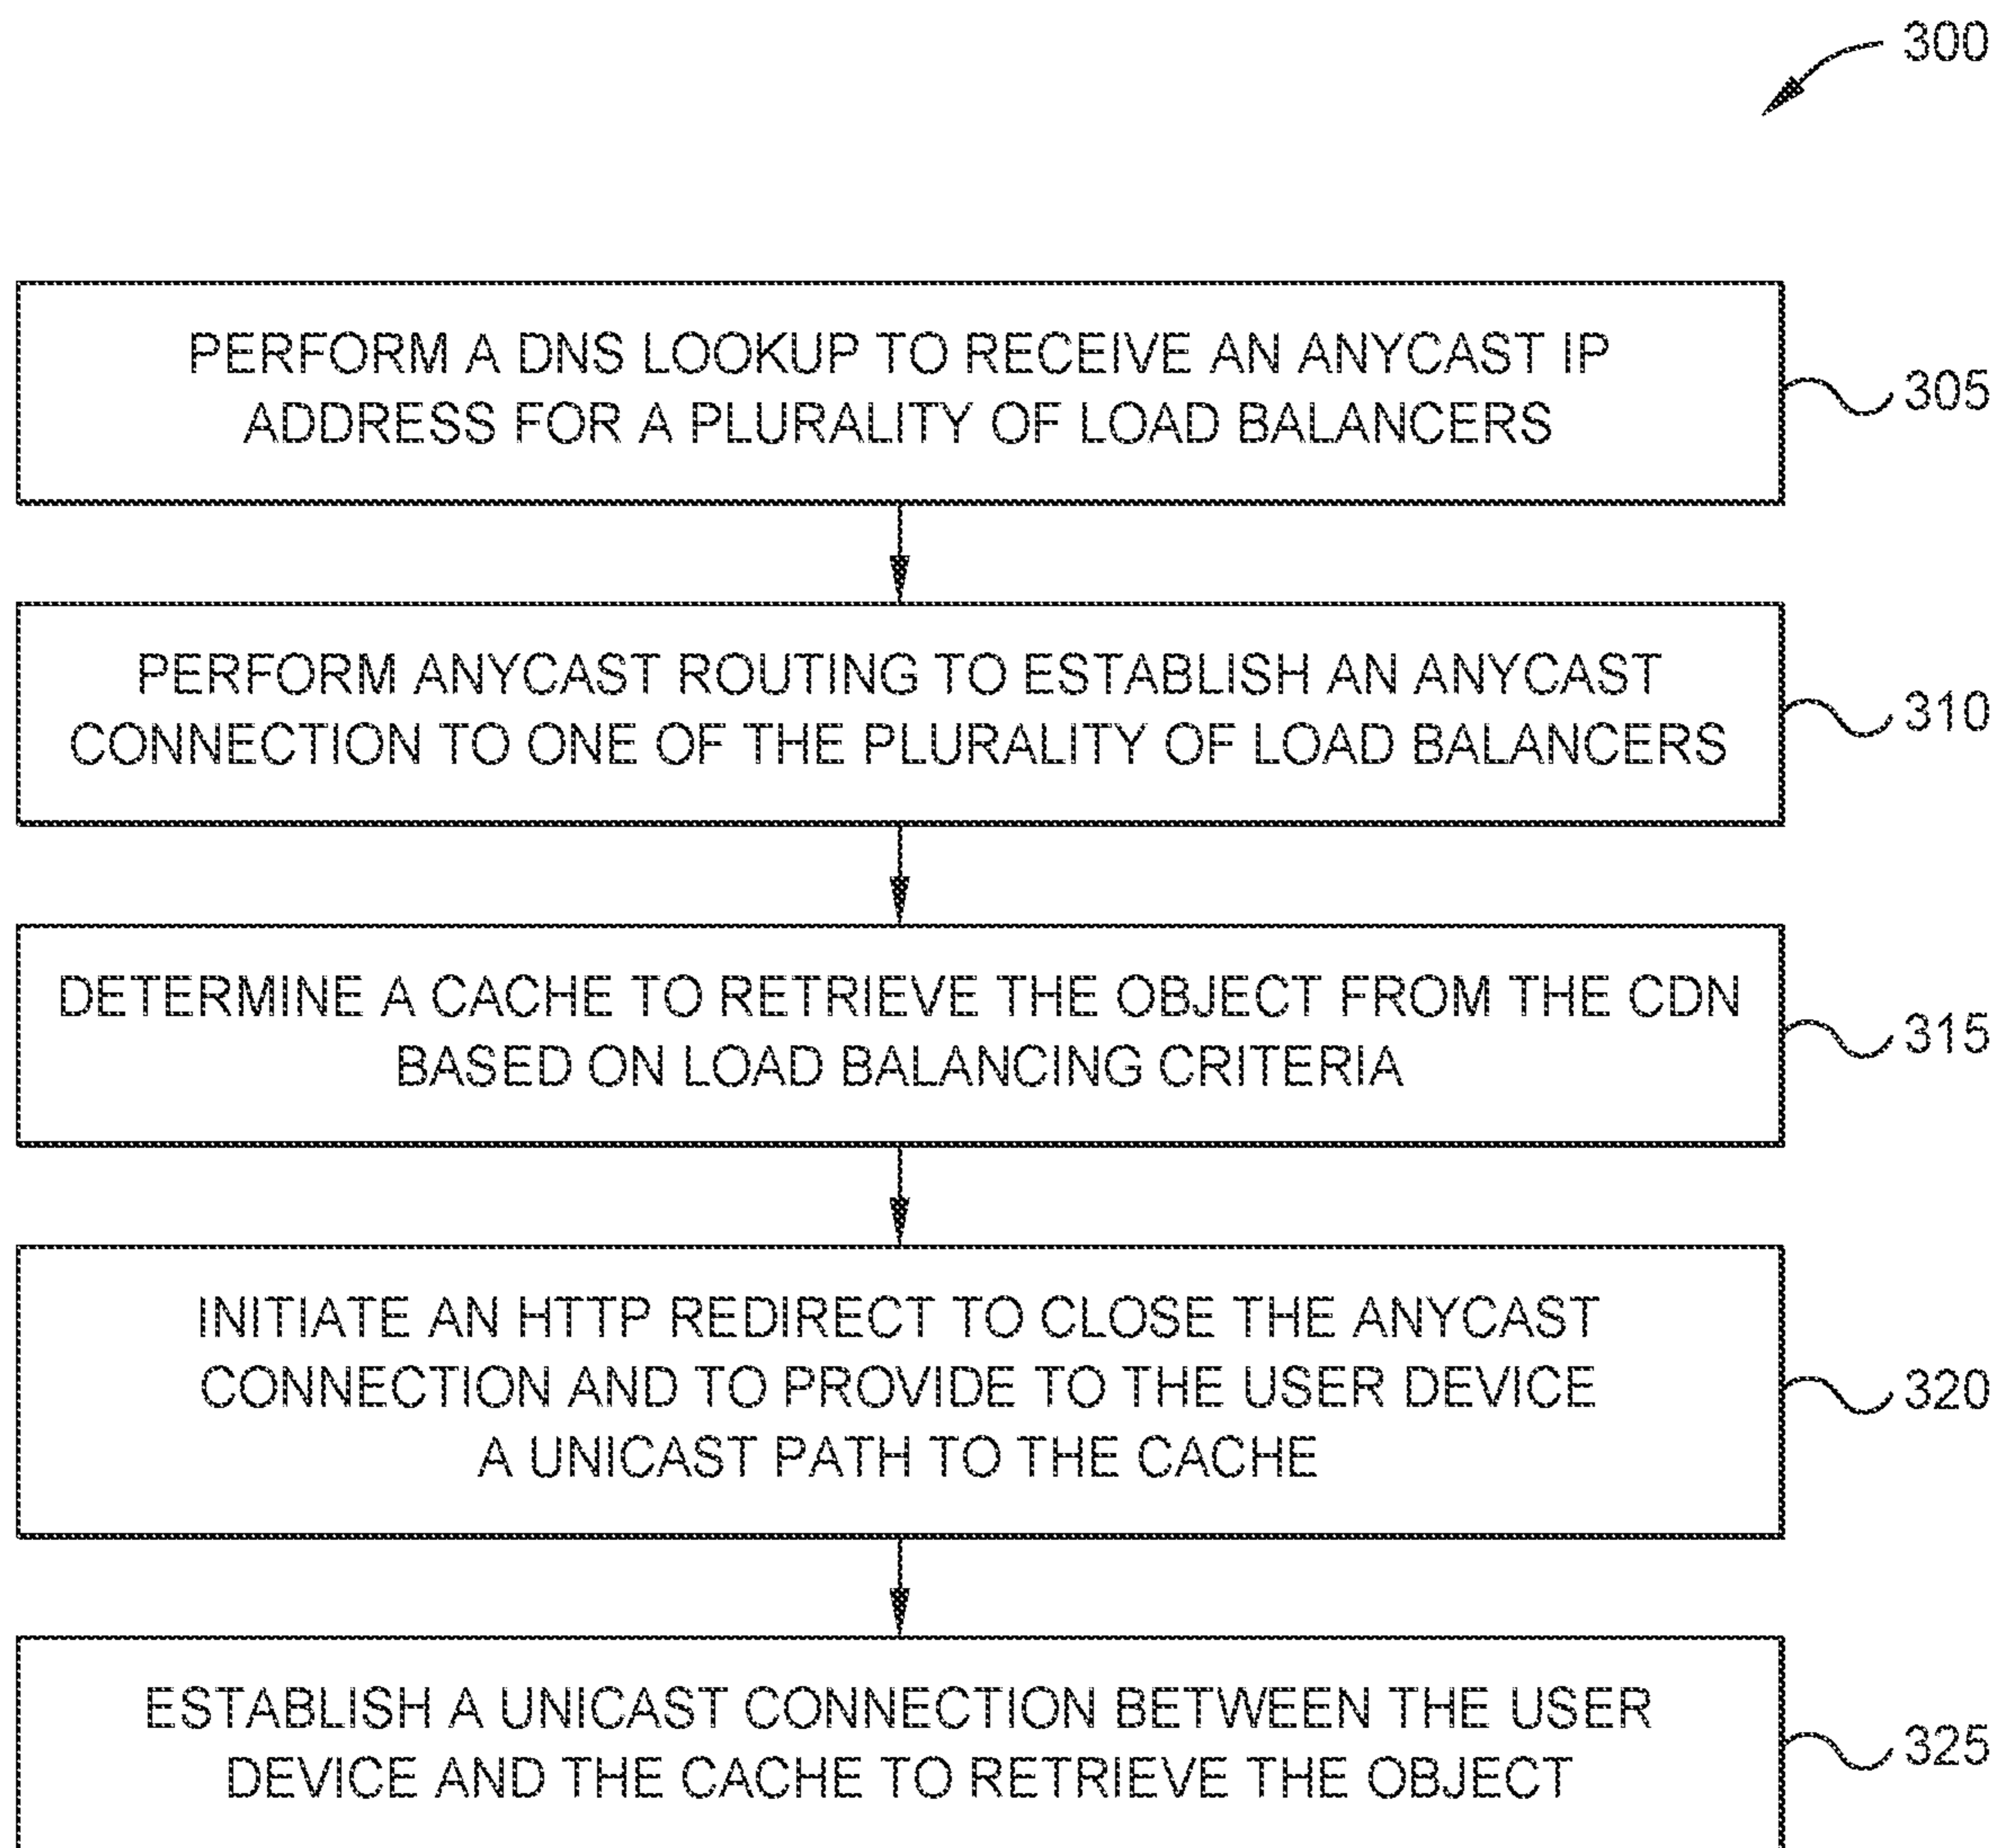 300
PERFORM A DNS LOOKUP TO RECEIVE AN ANYCAST IP
ADDRESS FOR A PLURALITY OF LOAD BALANCERS
305
PERFORM ANYCAST ROUTING TO ESTABLISH AN ANYCAST
CONNECTION TO ONE OF THE PLURALITY OF LOAD BALANCERS
310
DETERMINE A CACHE TO RETRIEVE THE OBJECT FROM THE CDN
BASED ON LOAD BALANCING CRITERIA
315
INITIATE AN HTTP REDIRECT TO CLOSE THE ANYCAST
CONNECTION AND TO PROVIDE TO THE USER DEVICE
A UNICAST PATH TO THE CACHE
320
ESTABLISH A UNICAST CONNECTION BETWEEN THE USER
DEVICE AND THE CACHE TO RETRIEVE THE OBJECT
325